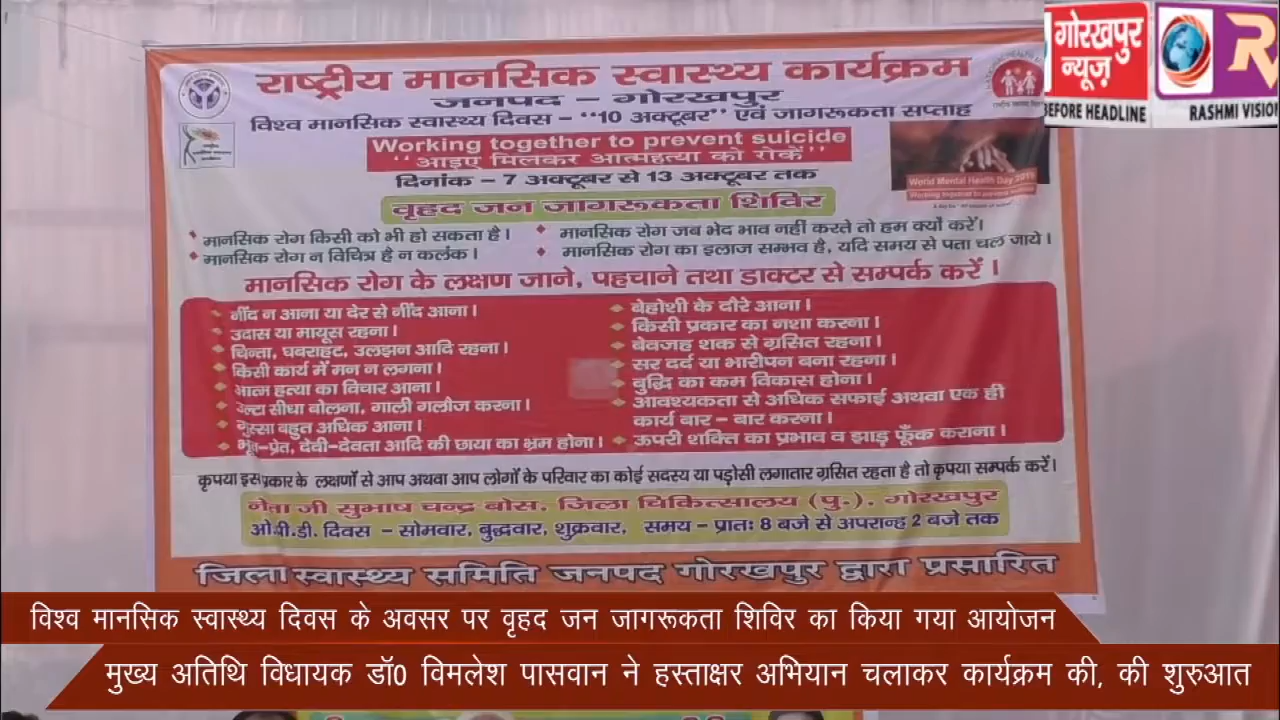 गोरखपुर
न्यूज़
BEFORE HEADLINE
R
RASHMI VISION
राष्ट्रीय मानसिक स्वास्थ्य कार्यक्रम
जनपद – गोरखपुर
विश्व मानसिक स्वास्थ्य दिवस – “10 अक्टूबर” एवं जागरूकता सप्ताह
Working together to prevent suicide
“आइए मिलकर आत्महत्या को रोकें”
World Mental Health Day
Working together to prevent
दिनांक – 7 अक्टूबर से 13 अक्टूबर तक
वृहद जन जागरूकता शिविर
मानसिक रोग किसी को भी हो सकता है।
मानसिक रोग न विचित्र है न कलंक।
मानसिक रोग जब भेद भाव नहीं करते तो हम क्यों करें।
मानसिक रोग का इलाज सम्भव है, यदि समय से पता चल जाये।
मानसिक रोग के लक्षण जाने, पहचाने तथा डाक्टर से सम्पर्क करें।
नींद न आना या देर से नींद आना।
उदास या मायूस रहना।
चिन्ता, घबराहट, उलझन आदि रहना।
किसी कार्य में मन न लगना।
आत्म हत्या का विचार आना।
उल्टा सीधा बोलना, गाली गलौज करना।
गुस्सा बहुत अधिक आना।
भूत-प्रेत, देवी-देवता आदि की छाया का भ्रम होना।
बेहोशी के दौरे आना।
किसी प्रकार का नशा करना।
बेवजह शक से ग्रसित रहना।
सर दर्द या भारीपन बना रहना।
बुद्धि का कम विकास होना।
आवश्यकता से अधिक सफाई अथवा एक ही
कार्य बार – बार करना।
ऊपरी शक्ति का प्रभाव व झाड़ फूँक कराना।
कृपया इस प्रकार के लक्षणों से आप अथवा आप लोगों के परिवार का कोई सदस्य या पड़ोसी लगातार ग्रसित रहता है तो कृपया सम्पर्क करें।
नेता जी सुभाष चन्द्र बोस, जिला चिकित्सालय (पु.), गोरखपुर
ओ.पी.डी. दिवस – सोमवार, बुद्धवार, शुक्रवार, समय – प्रातः 8 बजे से अपरान्ह 2 बजे तक
जिला स्वास्थ्य समिति जनपद गोरखपुर द्वारा प्रसारित
विश्व मानसिक स्वास्थ्य दिवस के अवसर पर वृहद जन जागरूकता शिविर का किया गया आयोजन
मुख्य अतिथि विधायक डॉ0 विमलेश पासवान ने हस्ताक्षर अभियान चलाकर कार्यक्रम की, की शुरुआत